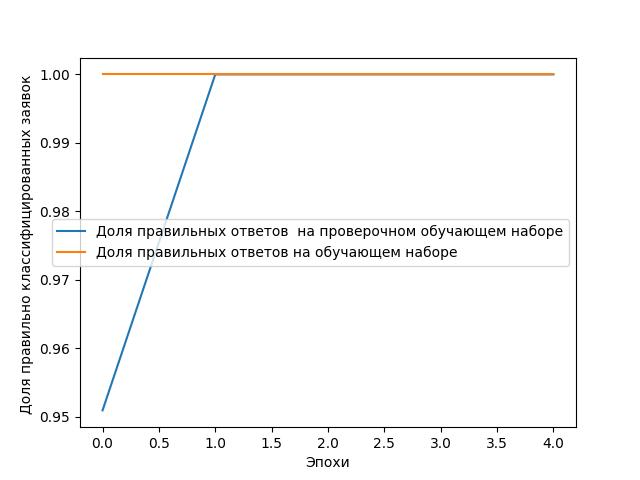 Доля правильно классифицированных заявок
1.00
0.99
0.98
0.97
0.96
0.95
Доля правильных ответов  на проверочном обучающем наборе
Доля правильных ответов на обучающем наборе
0.0 0.5 1.0 1.5 2.0 2.5 3.0 3.5 4.0
Эпохи